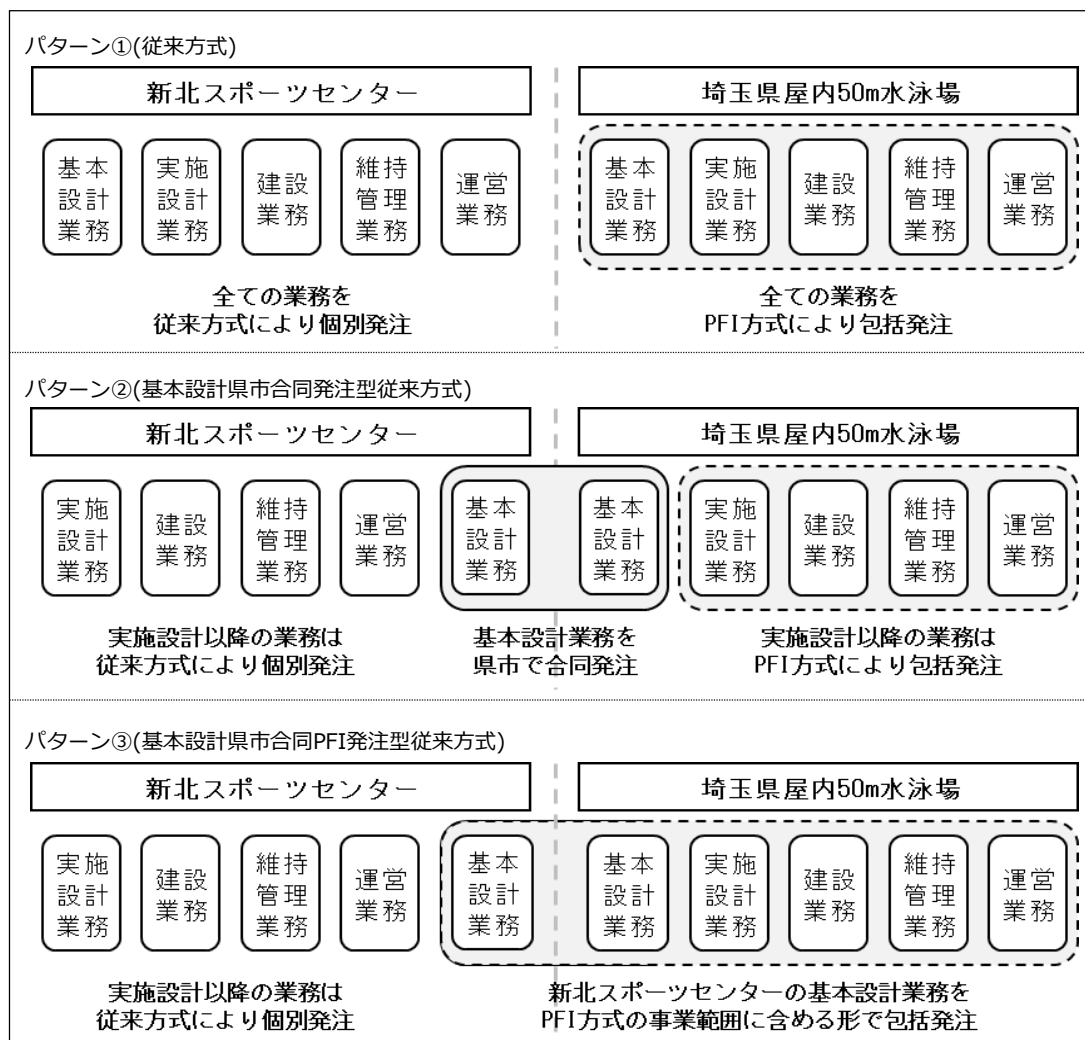 パターン①(従来方式)
新北スポーツセンター
埼玉県屋内50m水泳場
基本
設計
業務
実施
設計
業務
建設
業務
維持
管理
業務
運営
業務
基本
設計
業務
実施
設計
業務
建設
業務
維持
管理
業務
運営
業務
全ての業務を
従来方式により個別発注
全ての業務を
PFI方式により包括発注
パターン②(基本設計県市合同発注型従来方式)
新北スポーツセンター
埼玉県屋内50m水泳場
実施
設計
業務
建設
業務
維持
管理
業務
運営
業務
基本
設計
業務
基本
設計
業務
実施
設計
業務
建設
業務
維持
管理
業務
運営
業務
実施設計以降の業務は
従来方式により個別発注
基本設計業務を
県市で合同発注
実施設計以降の業務は
PFI方式により包括発注
パターン③(基本設計県市合同PFI発注型従来方式)
新北スポーツセンター
埼玉県屋内50m水泳場
実施
設計
業務
建設
業務
維持
管理
業務
運営
業務
基本
設計
業務
基本
設計
業務
実施
設計
業務
建設
業務
維持
管理
業務
運営
業務
実施設計以降の業務は
従来方式により個別発注
新北スポーツセンターの基本設計業務を
PFI方式の事業範囲に含める形で包括発注